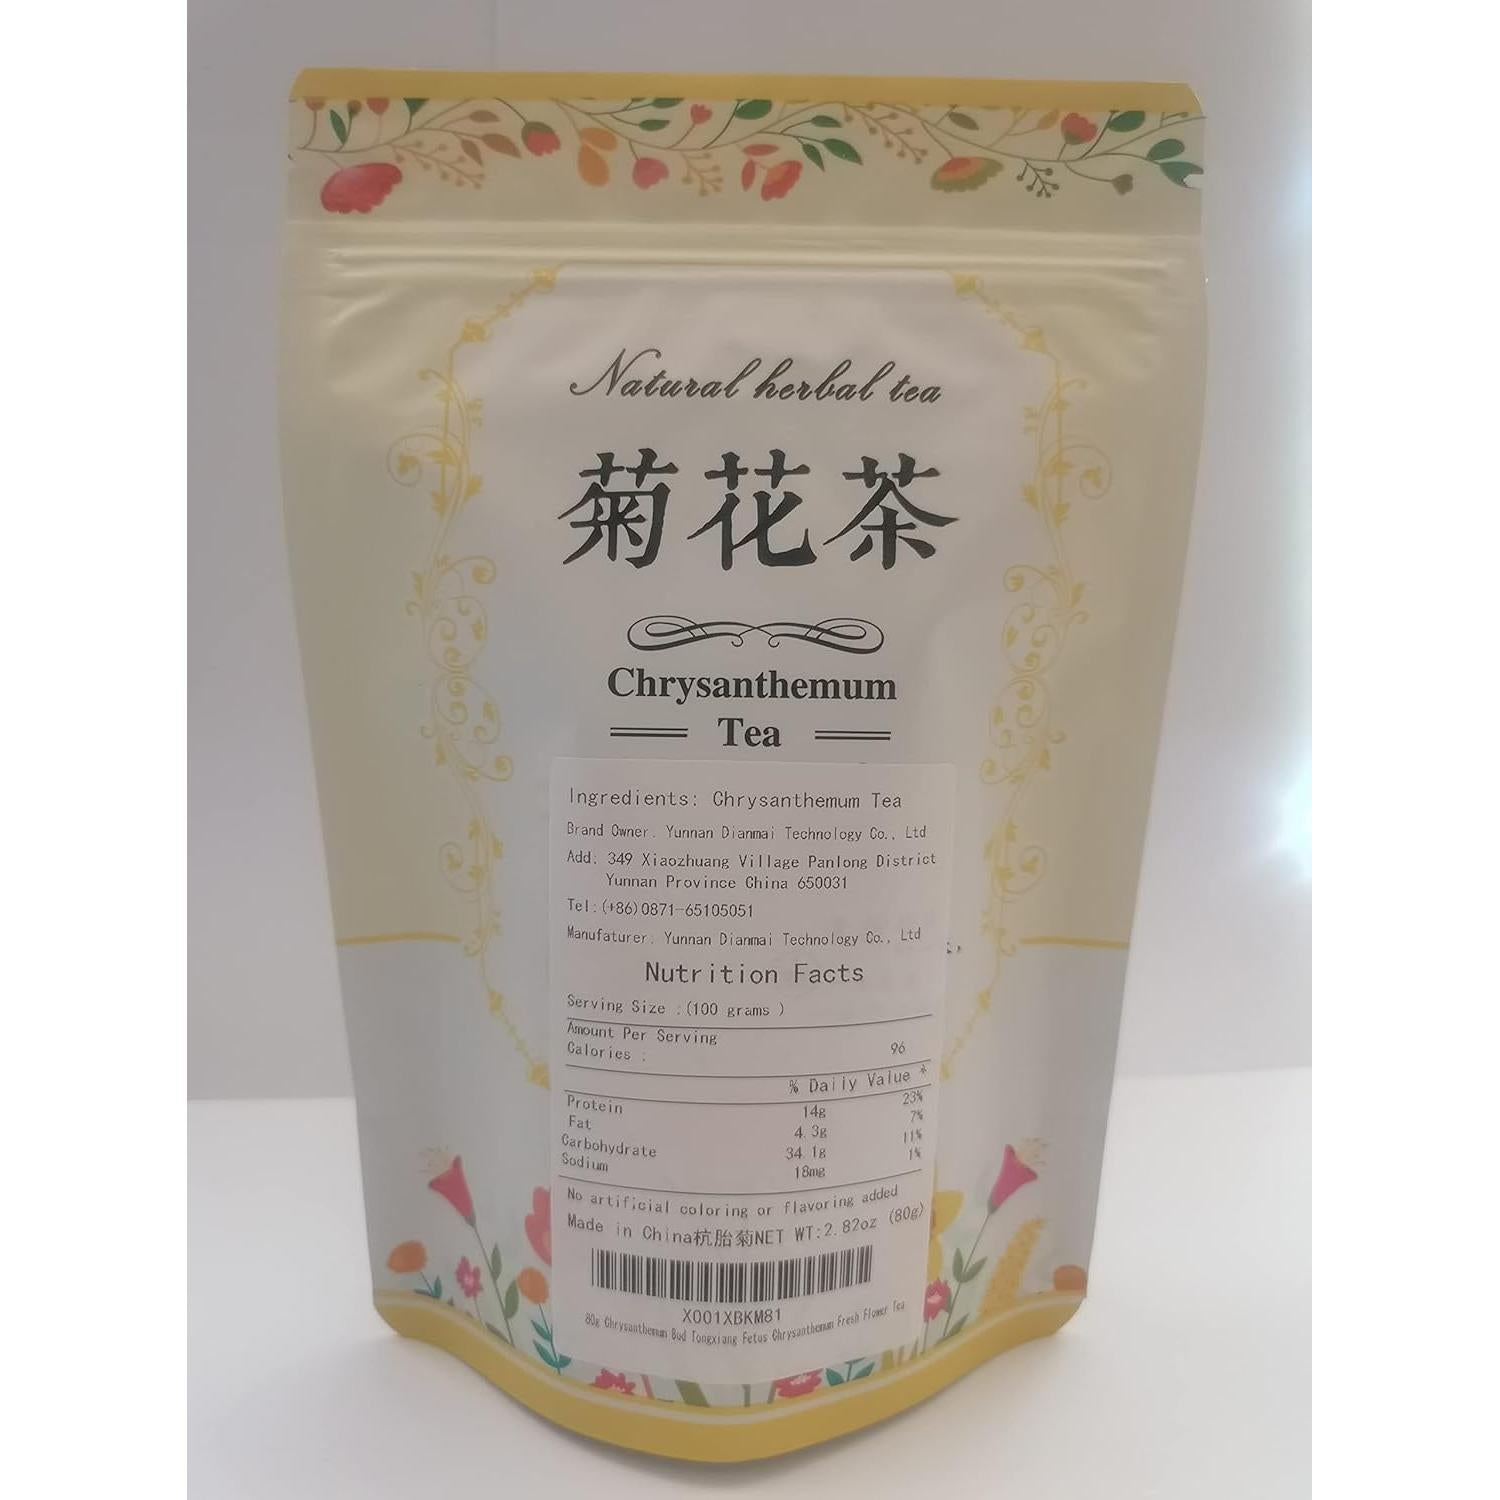 Natural herbal tea
菊花茶
Chrysanthemum
Tea
Ingredients: Chrysanthemum Tea
Brand Owner. Yunnan Dianmai Technology Co., Ltd
Add: 349 Xiaozhuang Village Panlong District
Yunnan Province China 650031
Tel:(+86)0871-65105051
Manufaturer: Yunnan Dianmai Technology Co., Ltd
Nutrition Facts
Serving Size :(100 grams )
Amount Per Serving
Calories : 96
% Daily Value *
Protein 14g 23%
Fat 4.3g 7%
Carbohydrate 34.1g 11%
Sodium 18mg 1%
No artificial coloring or flavoring added
Made in China杭胎菊NET WT:2.82oz (80g)
X001XBKM81
80g Chrysanthemum Bud Tongxiang Fetus Chrysanthemum Fresh Flower Tea